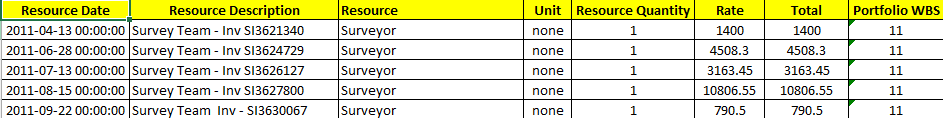 Resource Date Resource Description Resource Unit Resource Quantity Rate Total Portfolio WBS
2011-04-13 00:00:00 Survey Team - Inv SI3621340 Surveyor none 1 1400 1400 11
2011-06-28 00:00:00 Survey Team - Inv SI3624729 Surveyor none 1 4508.3 4508.3 11
2011-07-13 00:00:00 Survey Team - Inv SI3626127 Surveyor none 1 3163.45 3163.45 11
2011-08-15 00:00:00 Survey Team - Inv SI3627800 Surveyor none 1 10806.55 10806.55 11
2011-09-22 00:00:00 Survey Team Inv - SI3630067 Surveyor none 1 790.5 790.5 11